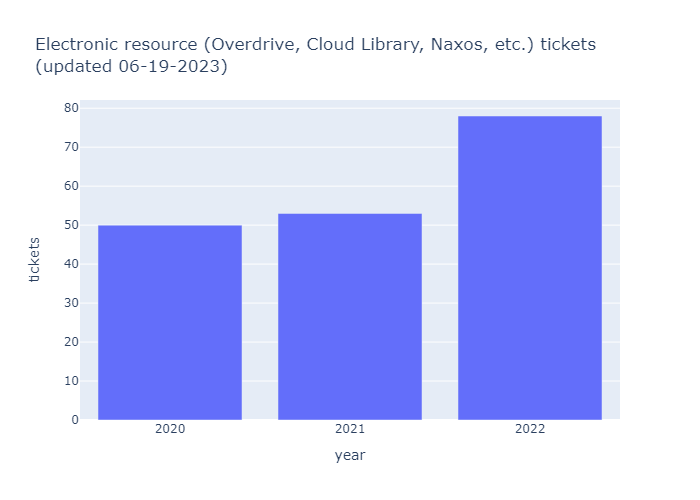 Electronic resource (Overdrive, Cloud Library, Naxos, etc.) tickets
(updated 06-19-2023)
80
70
60
50
40
30
20
10
0
tickets
2020 2021 2022
year